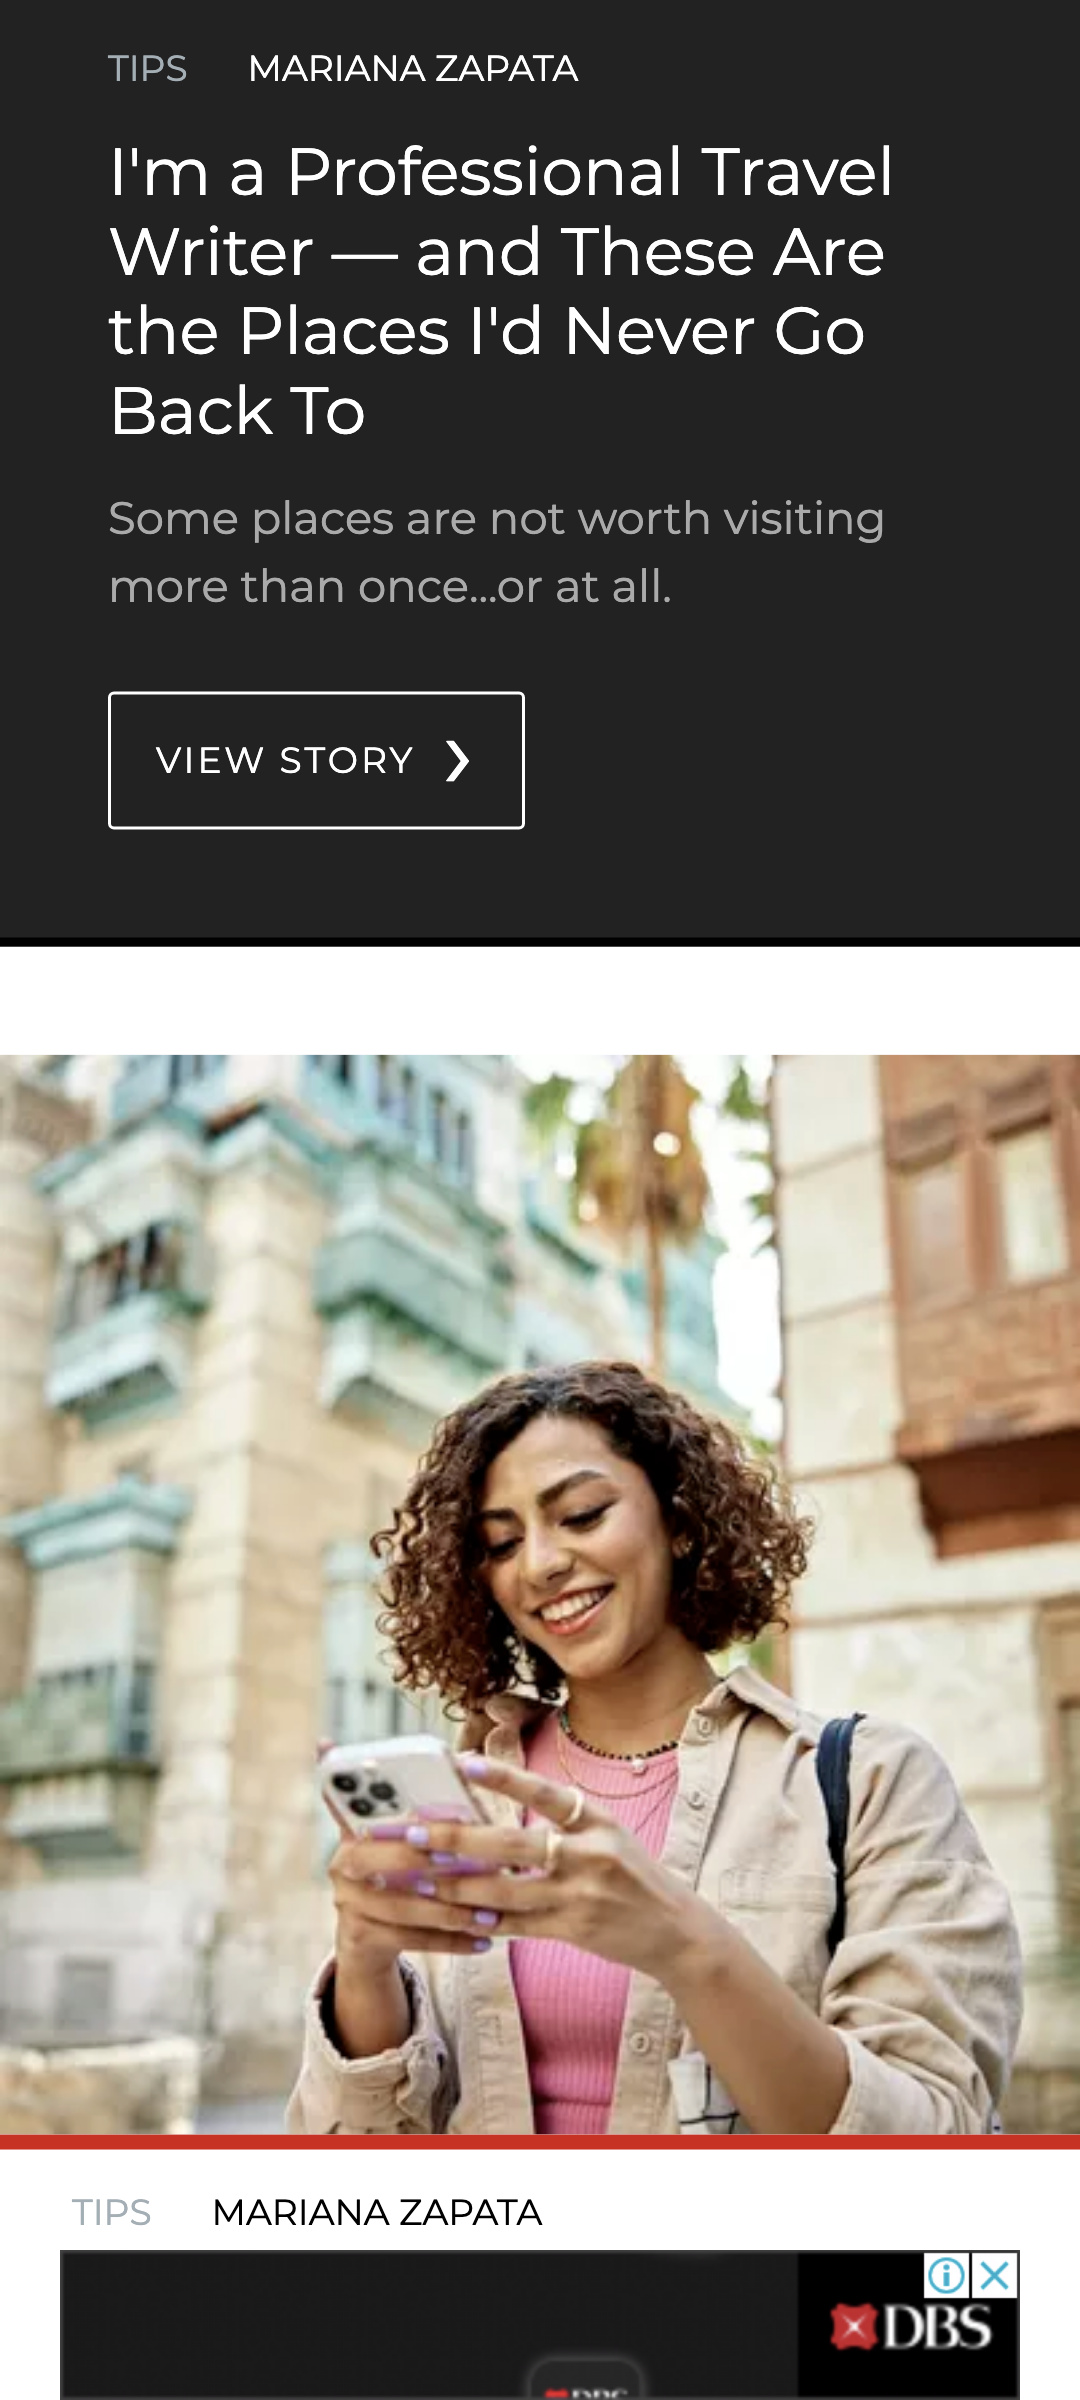 TIPS MARIANA ZAPATA
I'm a Professional Travel
Writer — and These Are
the Places I'd Never Go
Back To
Some places are not worth visiting
more than once...or at all.
VIEW STORY ❯
TIPS MARIANA ZAPATA
DBS